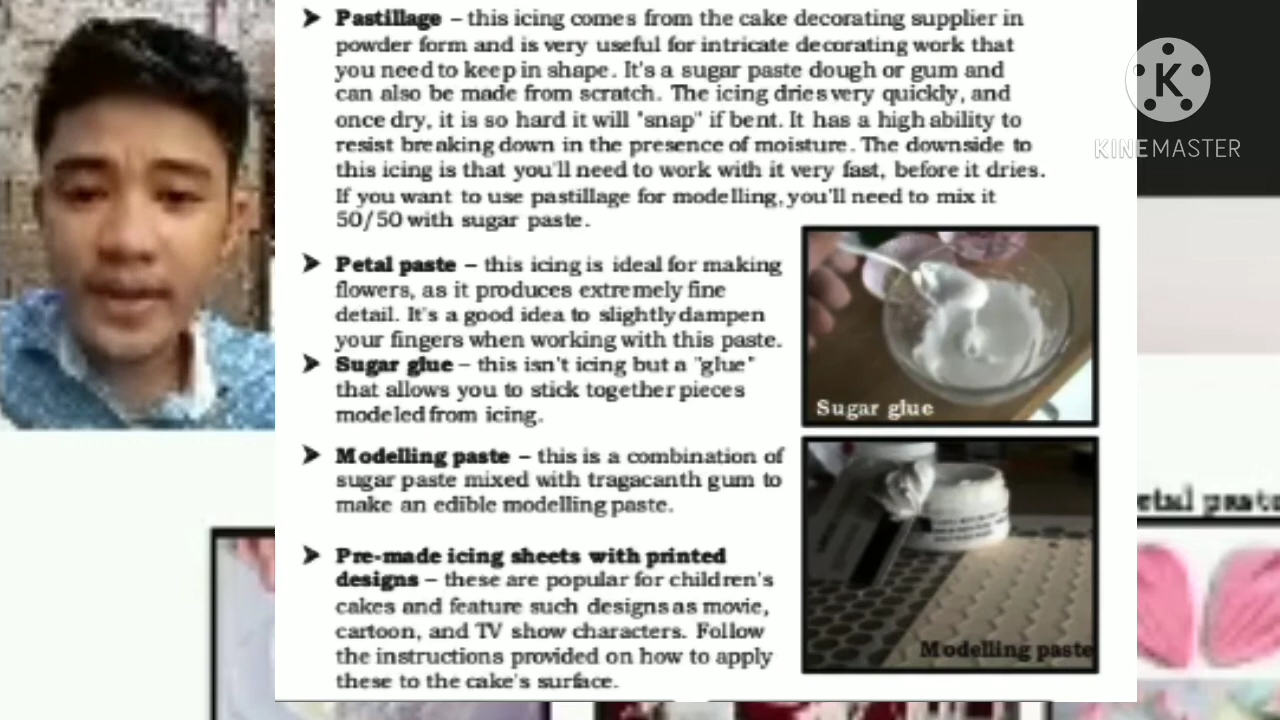 Pastillage – this icing comes from the cake decorating supplier in
powder form and is very useful for intricate decorating work that
you need to keep in shape. It's a sugar paste dough or gum and
can also be made from scratch. The icing dries very quickly, and
once dry, it is so hard it will "snap" if bent. It has a high ability to
resist breaking down in the presence of moisture. The downside to
this icing is that you'll need to work with it very fast, before it dries.
If you want to use pastillage for modelling, you'll need to mix it
50/50 with sugar paste.
Petal paste – this icing is ideal for making
flowers, as it produces extremely fine
detail. It's a good idea to slightly dampen
your fingers when working with this paste.
Sugar glue – this isn't icing but a "glue"
that allows you to stick together pieces
modeled from icing.
Modelling paste – this is a combination of
sugar paste mixed with tragacanth gum to
make an edible modelling paste.
Pre-made icing sheets with printed
designs – these are popular for children's
cakes and feature such designs as movie,
cartoon, and TV show characters. Follow
the instructions provided on how to apply
these to the cake's surface.
Sugar glue
Modelling paste
K
KINEMASTER
etal paste